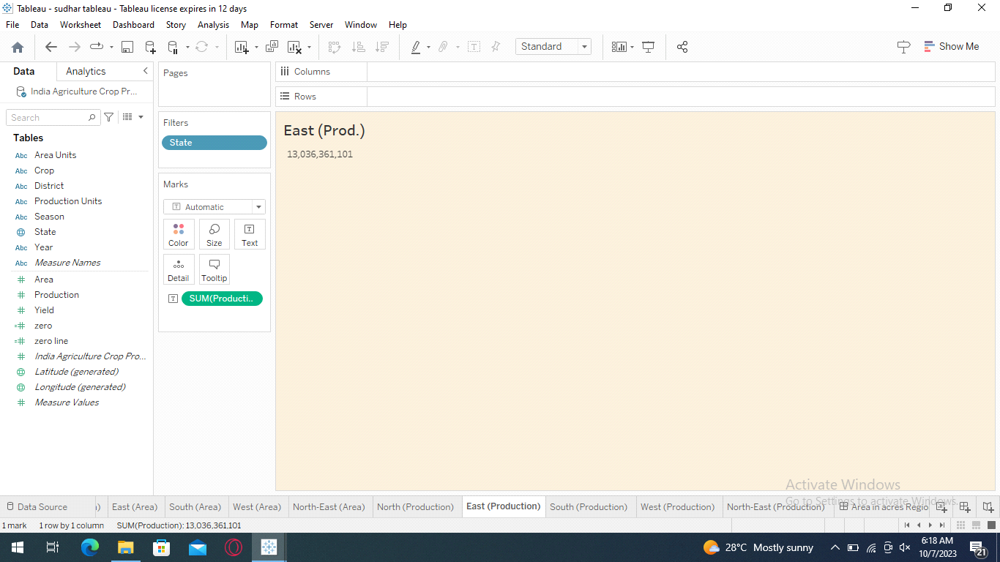 Tableau - sudhar tableau - Tableau license expires in 12 days
File Data Worksheet Dashboard Story Analysis Map Format Server Window Help
Standard
Show Me
Data Analytics
India Agriculture Crop Pr...
Search
Tables
Abc Area Units
Abc Crop
Abc District
Abc Production Units
Abc Season
State
Abc Year
Abc Measure Names
# Area
# Production
# Yield
=# zero
=# zero line
# India Agriculture Crop Pro...
Latitude (generated)
Longitude (generated)
# Measure Values
Pages
Filters
State
Marks
T Automatic
Color Size T Text
Detail Tooltip
T SUM(Producti..
Columns
Rows
East (Prod.)
13,036,361,101
Activate Windows
Go to Settings to activate Windows.
Data Source ı) East (Area) South (Area) West (Area) North-East (Area) North (Production) East (Production) South (Production) West (Production) North-East (Production) Area in acres Regio
1 mark 1 row by 1 column SUM(Production): 13,036,361,101
28°C Mostly sunny
6:18 AM
10/7/2023
21